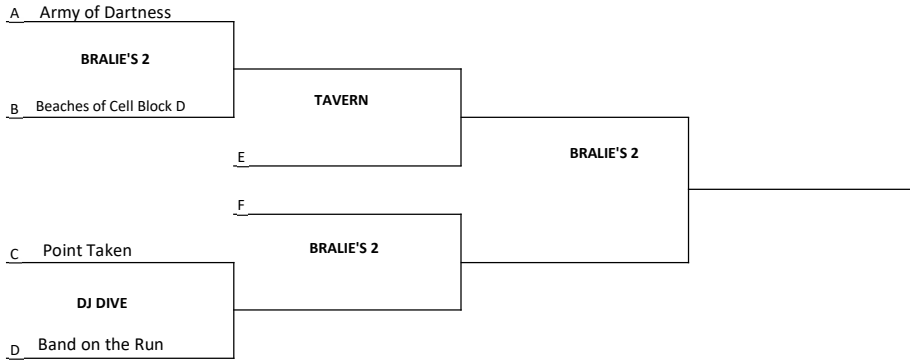 A Army of Dartness
BRALIE'S 2
B Beaches of Cell Block D
TAVERN
E
BRALIE'S 2
F
C Point Taken
BRALIE'S 2
DJ DIVE
D Band on the Run